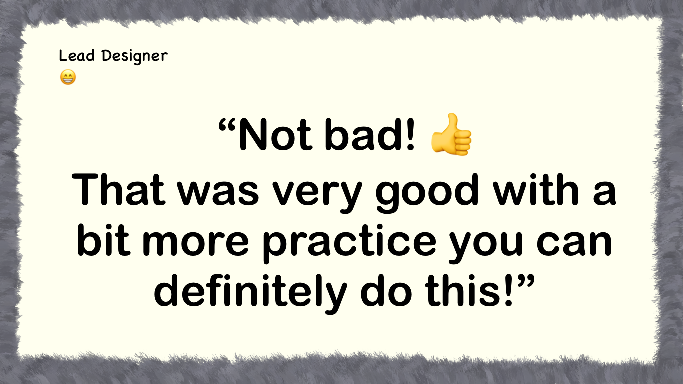 Lead Designer
😁
“Not bad! 👍
That was very good with a
bit more practice you can
definitely do this!”